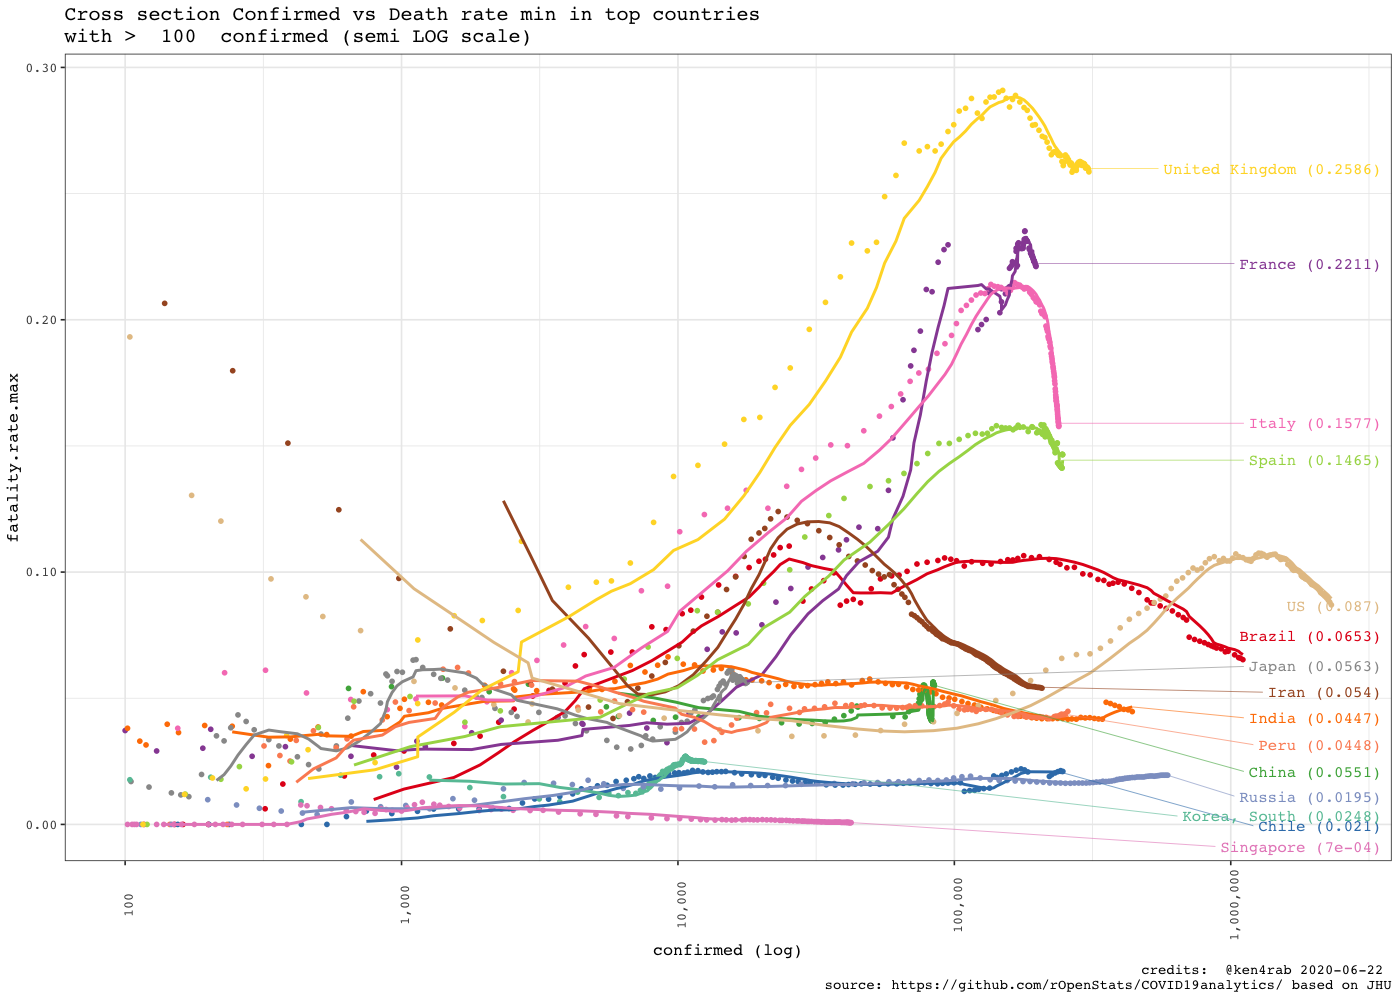 Cross section Confirmed vs Death rate min in top countries
with >  100  confirmed (semi LOG scale)
fatality.rate.max
0.30
0.20
0.10
0.00
United Kingdom (0.2586)
France (0.2211)
Italy (0.1577)
Spain (0.1465)
US (0.087)
Brazil (0.0653)
Japan (0.0563)
Iran (0.054)
India (0.0447)
Peru (0.0448)
China (0.0551)
Russia (0.0195)
Korea, South (0.0248)
Chile (0.021)
Singapore (7e-04)
100
1,000
10,000
100,000
1,000,000
confirmed (log)
credits:  @ken4rab 2020-06-22
source: https://github.com/rOpenStats/COVID19analytics/ based on JHU